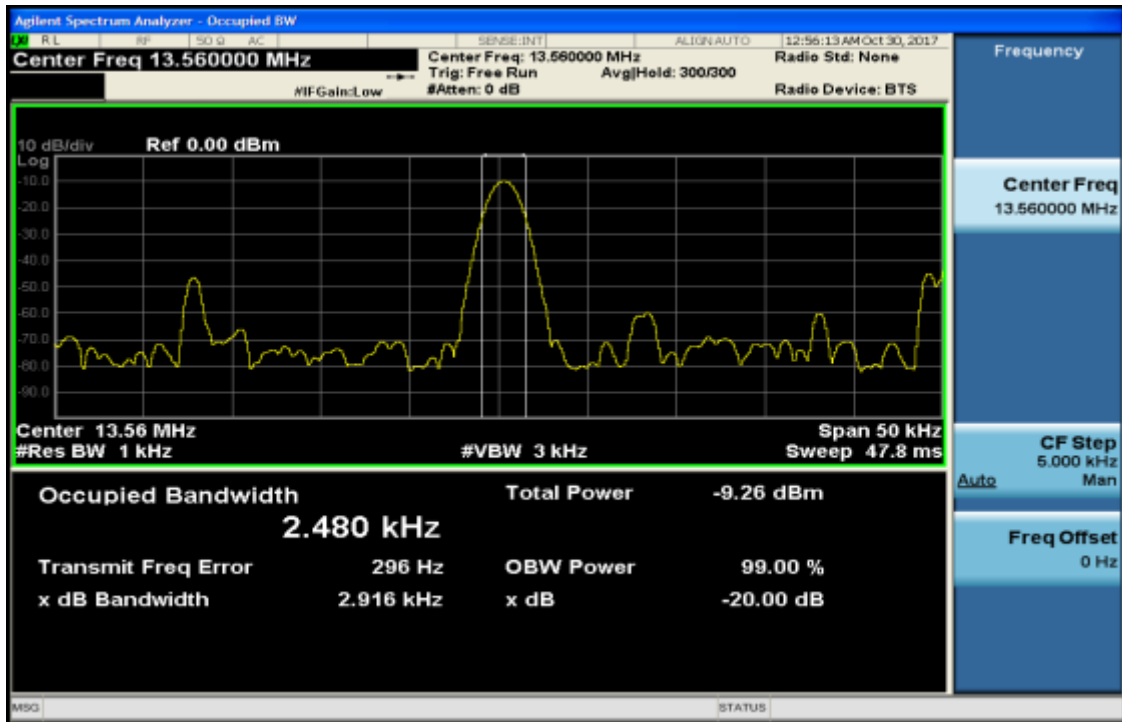 Agilent Spectrum Analyzer - Occupied BW
RL RF 50 Ω AC SENSE:INT ALIGN AUTO 12:56:13 AM Oct 30, 2017
Center Freq 13.560000 MHz Center Freq: 13.560000 MHz Radio Std: None Frequency
Trig: Free Run Avg|Hold: 300/300
#IFGain:Low #Atten: 0 dB Radio Device: BTS
10 dB/div Ref 0.00 dBm
Log
-10.0
-20.0
-30.0
-40.0
-50.0
-60.0
-70.0
-80.0
-90.0
Center 13.56 MHz Span 50 kHz
#Res BW 1 kHz #VBW 3 kHz Sweep 47.8 ms
Occupied Bandwidth Total Power -9.26 dBm
2.480 kHz
Transmit Freq Error 296 Hz OBW Power 99.00 %
x dB Bandwidth 2.916 kHz x dB -20.00 dB
Center Freq
13.560000 MHz
CF Step
5.000 kHz
Auto Man
Freq Offset
0 Hz
MSG STATUS